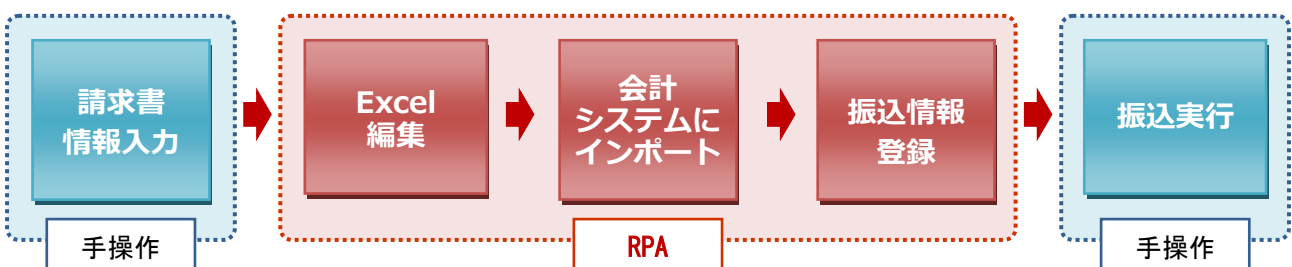 請求書
情報入力
Excel
編集
会計
システムに
インポート
振込情報
登録
振込実行
手操作
RPA
手操作